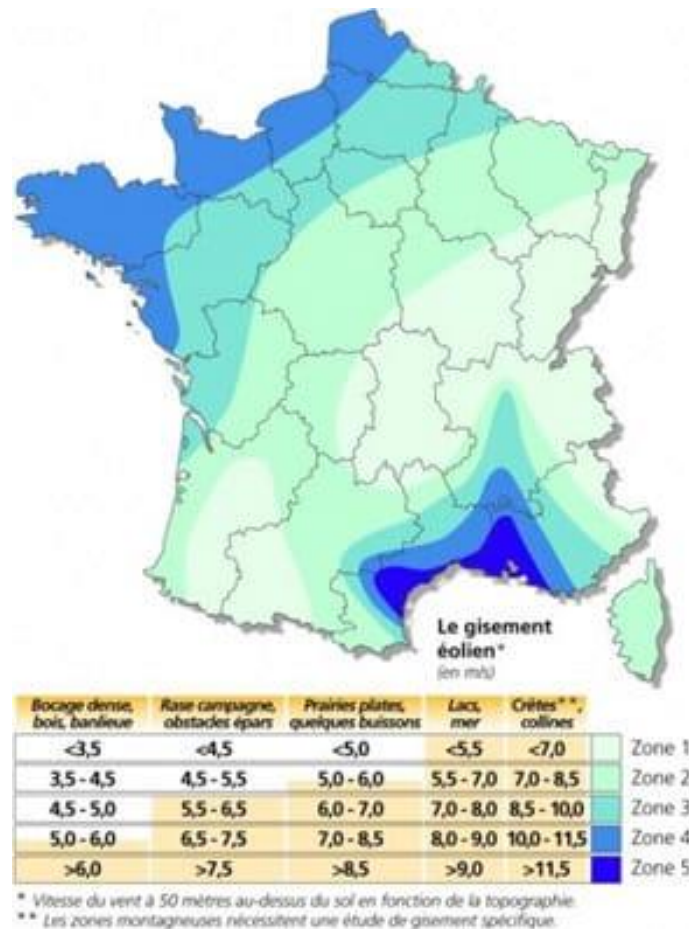 Le gisement
éolien*
(en m/s)
Bocage dense, bois, banlieue | Rase campagne, obstacles épars | Prairies plates, quelques buissons | Lacs, mer | Crêtes**, collines
<3,5 <4,5 <5,0 <5,5 <7,0 Zone 1
3,5 - 4,5 4,5 - 5,5 5,0 - 6,0 5,5 - 7,0 7,0 - 8,5 Zone 2
4,5 - 5,0 5,5 - 6,5 6,0 - 7,0 7,0 - 8,0 8,5 - 10,0 Zone 3
5,0 - 6,0 6,5 - 7,5 7,0 - 8,5 8,0 - 9,0 10,0 - 11,5 Zone 4
>6,0 >7,5 >8,5 >9,0 >11,5 Zone 5
* Vitesse du vent à 50 mètres au-dessus du sol en fonction de la topographie.
** Les zones montagneuses nécessitent une étude de gisement spécifique.